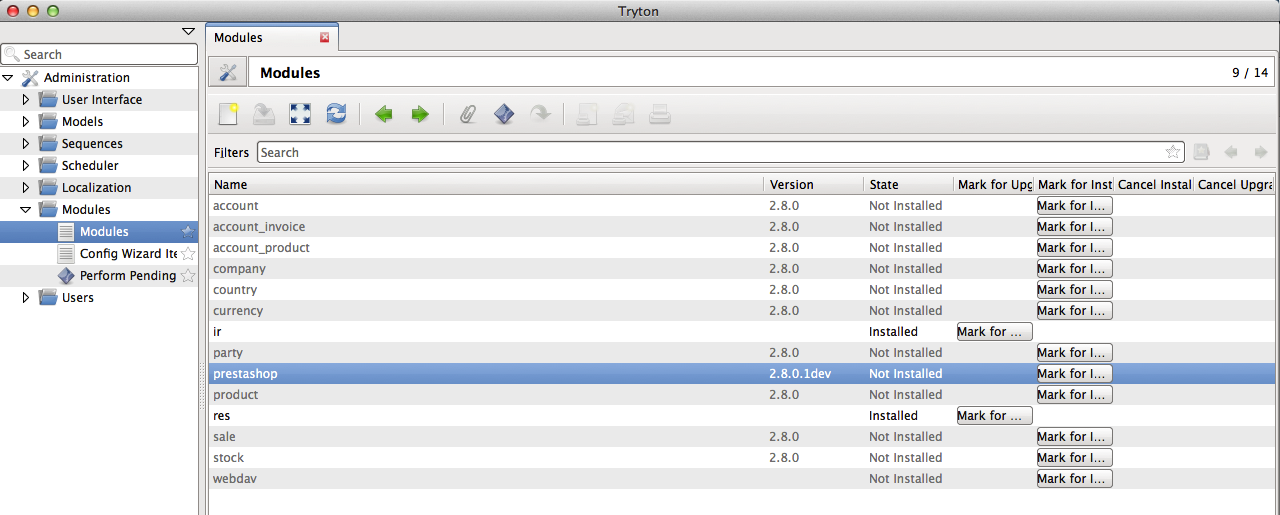 Tryton
Modules
Search
Modules 9 / 14
Administration
User Interface
Models
Sequences
Scheduler
Localization
Modules
Modules
Config Wizard Ite
Perform Pending
Users
Filters Search
Name Version State Mark for Upg Mark for Inst Cancel Instal Cancel Upgra
account 2.8.0 Not Installed Mark for I...
account_invoice 2.8.0 Not Installed Mark for I...
account_product 2.8.0 Not Installed Mark for I...
company 2.8.0 Not Installed Mark for I...
country 2.8.0 Not Installed Mark for I...
currency 2.8.0 Not Installed Mark for I...
ir Installed Mark for ...
party 2.8.0 Not Installed Mark for I...
prestashop 2.8.0.1dev Not Installed Mark for I...
product 2.8.0 Not Installed Mark for I...
res Installed Mark for ...
sale 2.8.0 Not Installed Mark for I...
stock 2.8.0 Not Installed Mark for I...
webdav Not Installed Mark for I...